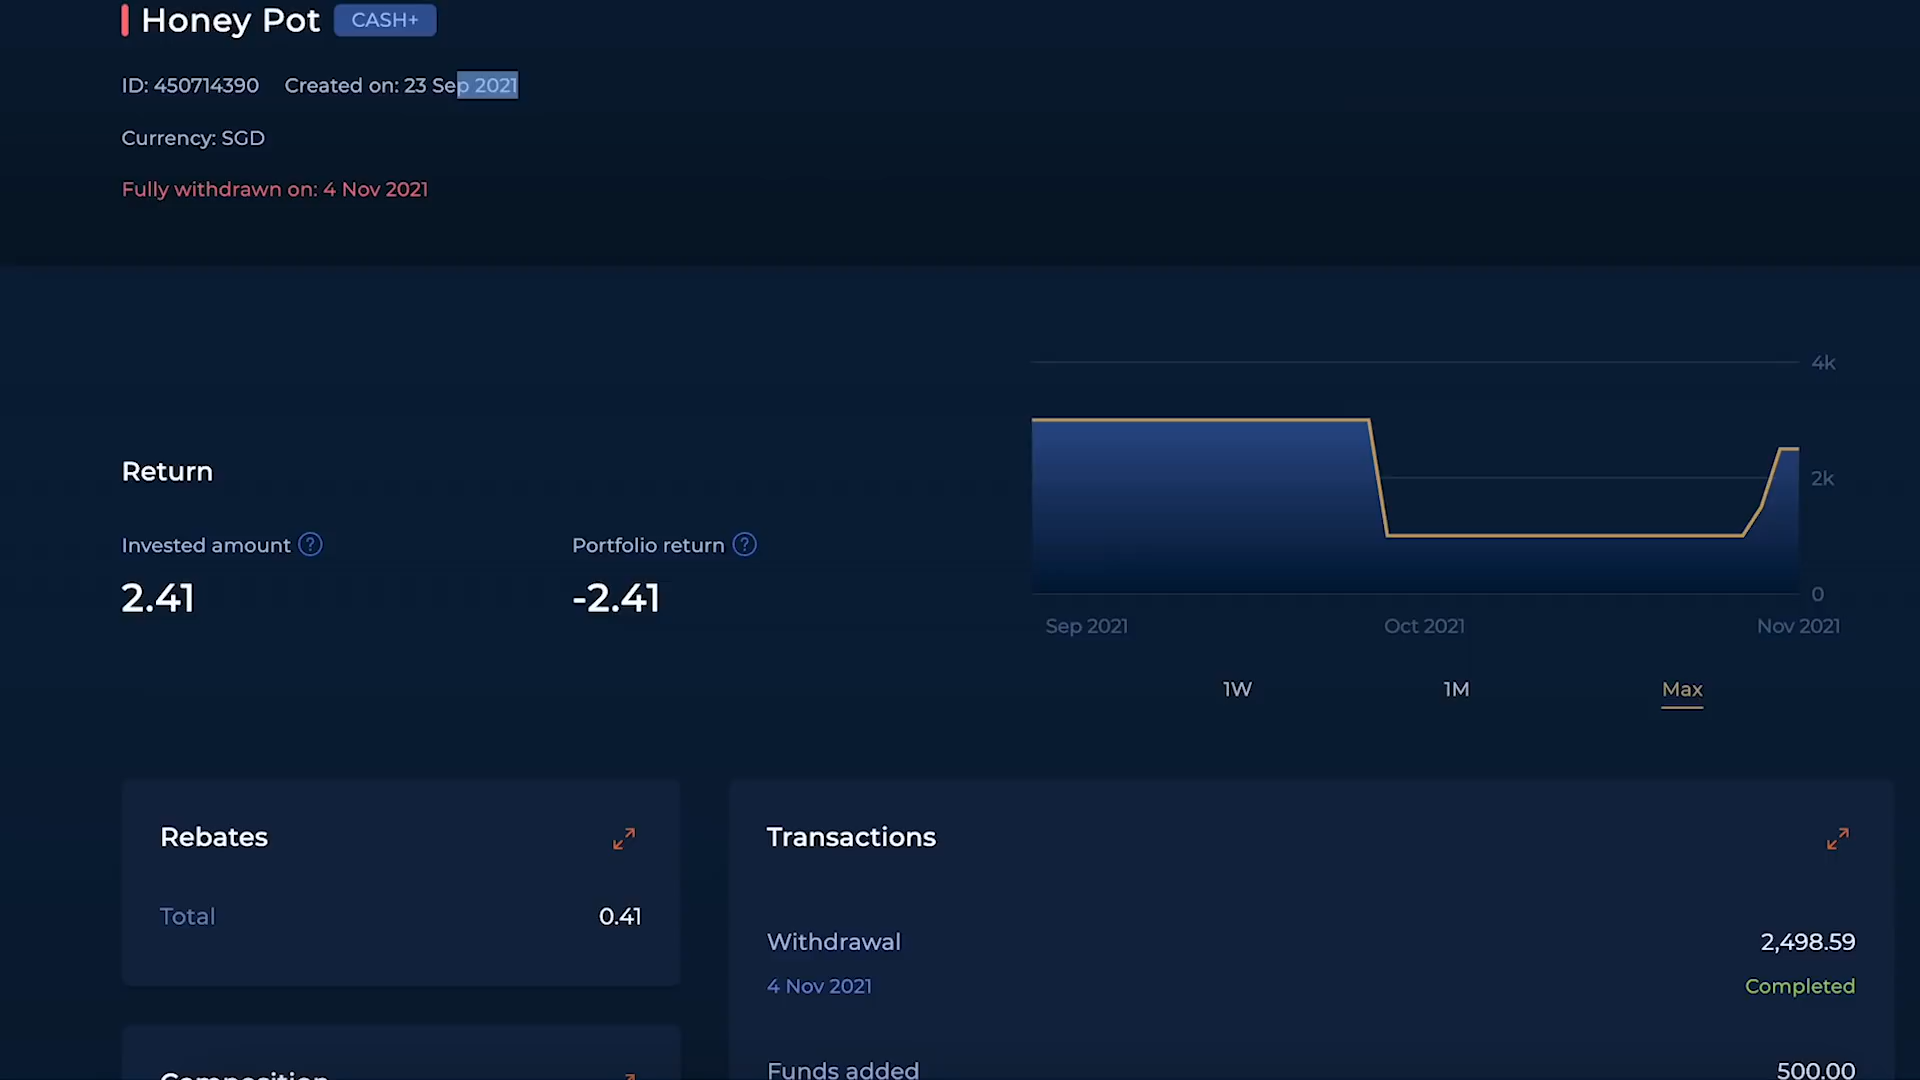 Honey Pot CASH+
ID: 450714390 Created on: 23 Sep 2021
Currency: SGD
Fully withdrawn on: 4 Nov 2021
4k
2k
0
Sep 2021 Oct 2021 Nov 2021
1W 1M Max
Return
Invested amount ? Portfolio return ?
2.41 -2.41
Rebates
Total 0.41
Composition
Transactions
Withdrawal 2,498.59
4 Nov 2021 Completed
Funds added 500.00